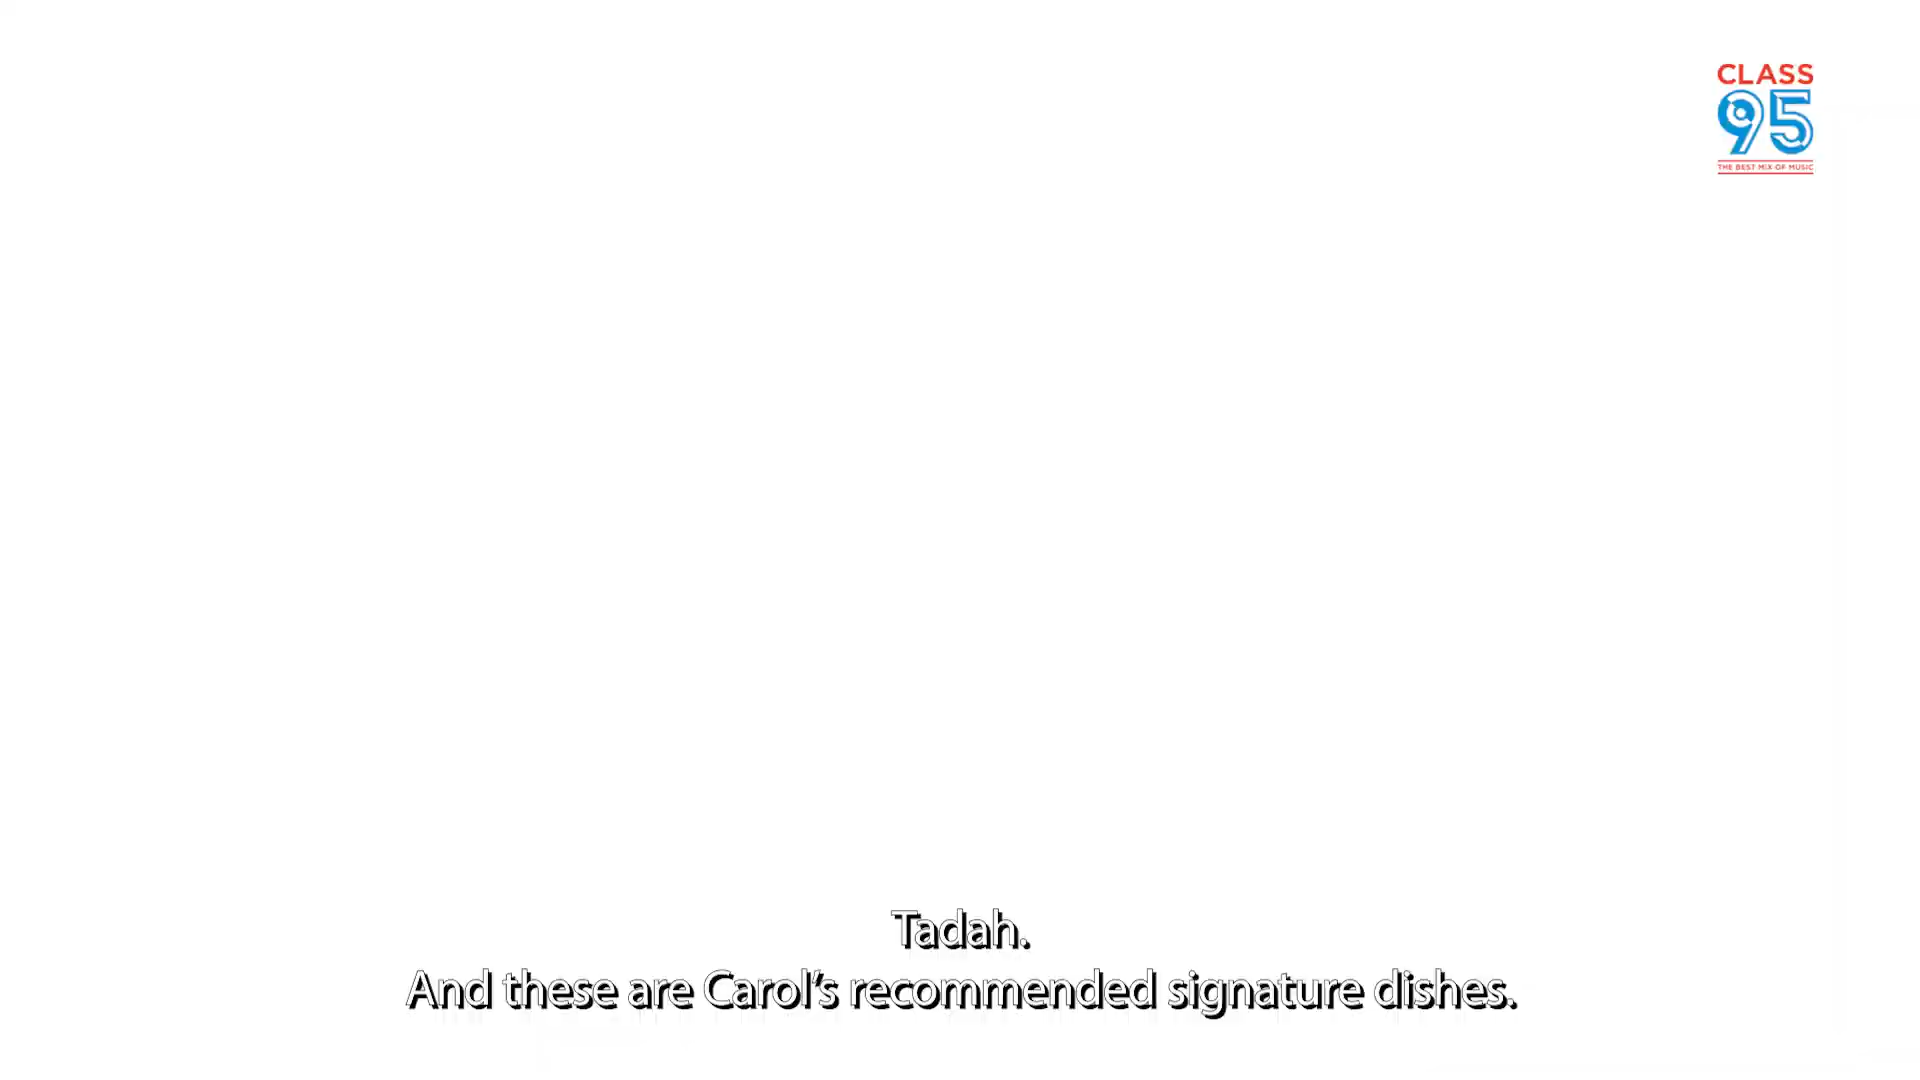 CLASS
95
THE BEST MIX OF MUSIC
Tadah.
And these are Carol's recommended signature dishes.